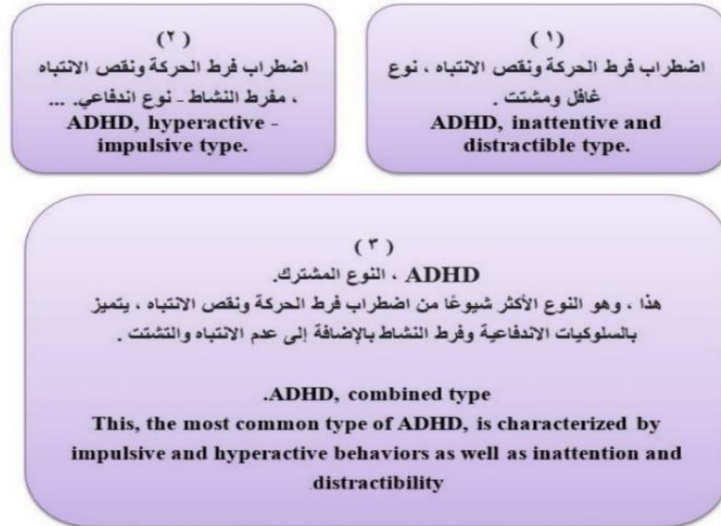 (١)
اضطراب فرط الحركة ونقص الانتباه ، نوع
غافل ومشتت .
ADHD, inattentive and
distractible type.
(٢)
اضطراب فرط الحركة ونقص الانتباه
، مفرط النشاط - نوع اندفاعي. ...
ADHD, hyperactive -
impulsive type.
(٣)
ADHD ، النوع المشترك.
هذا ، وهو النوع الأكثر شيوعًا من اضطراب فرط الحركة ونقص الانتباه ، يتميز
بالسلوكيات الاندفاعية وفرط النشاط بالإضافة إلى عدم الانتباه والتشتت .
.ADHD, combined type
This, the most common type of ADHD, is characterized by
impulsive and hyperactive behaviors as well as inattention and
distractibility